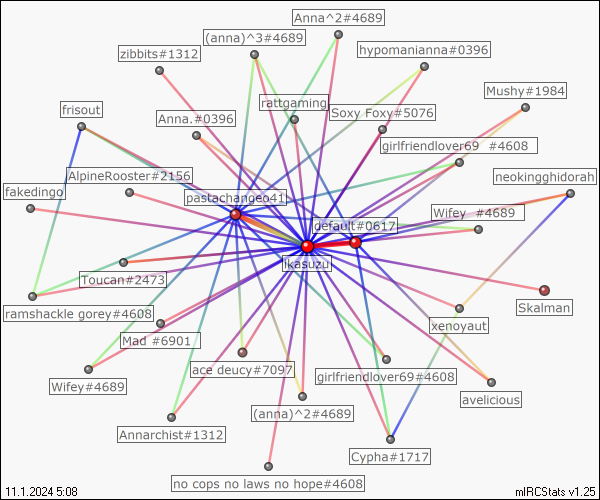 Anna^2#4689
(anna)^3#4689
hypomanianna#0396
zibbits#1312
Mushy#1984
rattgaming
frisout
Anna.#0396
Soxy Foxy#5076
girlfriendlover69 #4608
AlpineRooster#2156
neokingghidorah
fakedingo
pastachangeo41
default#0617
Wifey #4689
Ikasuzu
Toucan#2473
Skalman
ramshackle gorey#4608
xenoyaut
Mad #6901
ace deucy#7097
girlfriendlover69#4608
Wifey#4689
avelicious
(anna)^2#4689
Annarchist#1312
Cypha#1717
no cops no laws no hope#4608
11.1.2024 5:08
mIRCStats v1.25